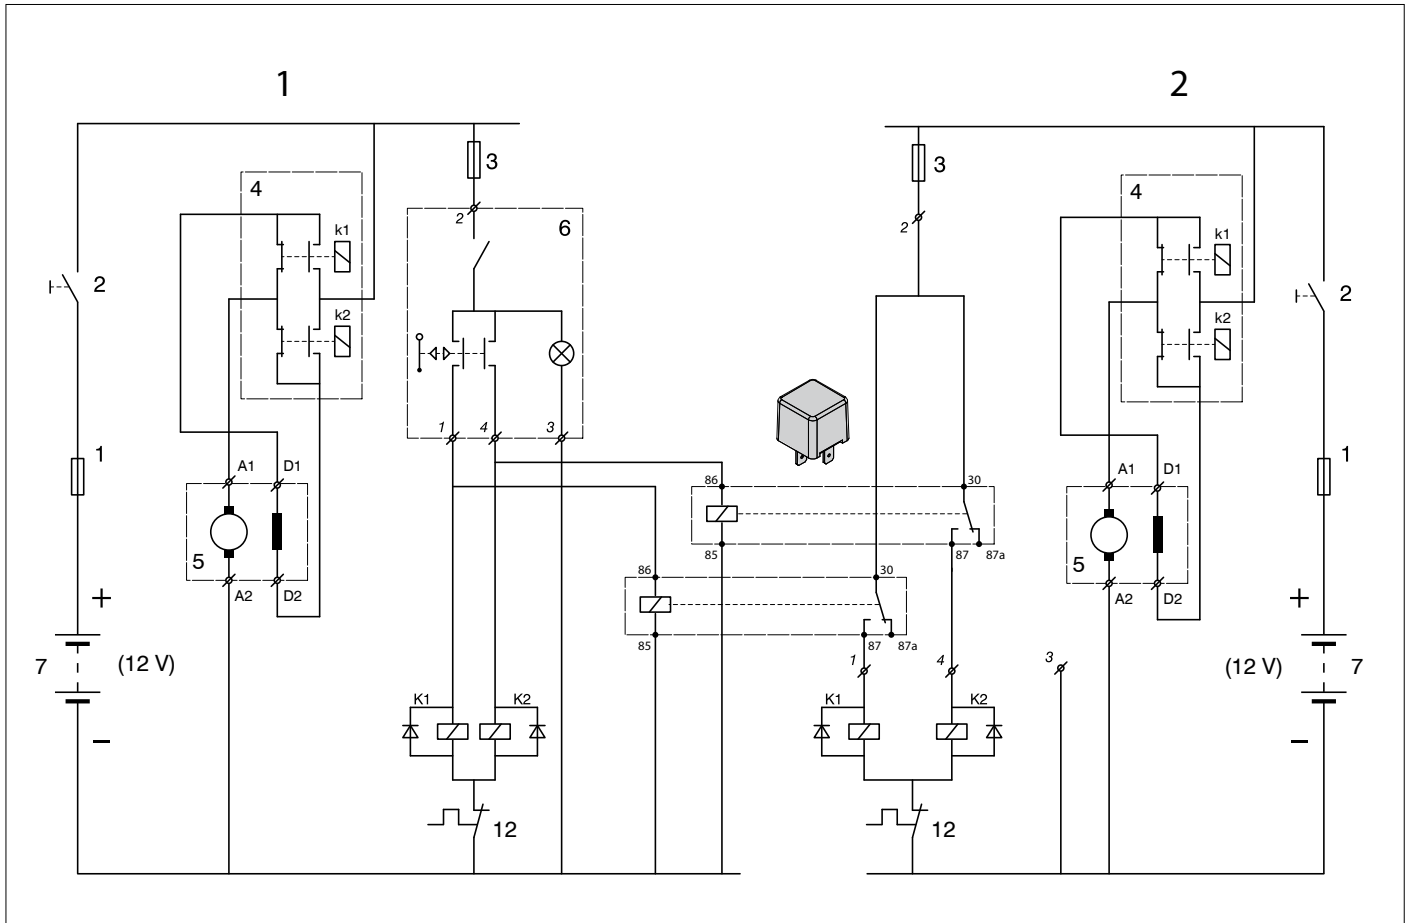 1 2
3 3
4 4
2 6 2
k1 k1
2 2
k2 k2
1 4 3
1 A1 D1 86 30 A1 D1 1
5 85 87 87a 5
+ A2 D2 86 30 A2 D2 +
7 (12 V) 85 87 87a (12 V) 7
1 4 3
K1 K2 K1 K2
− −
12 12